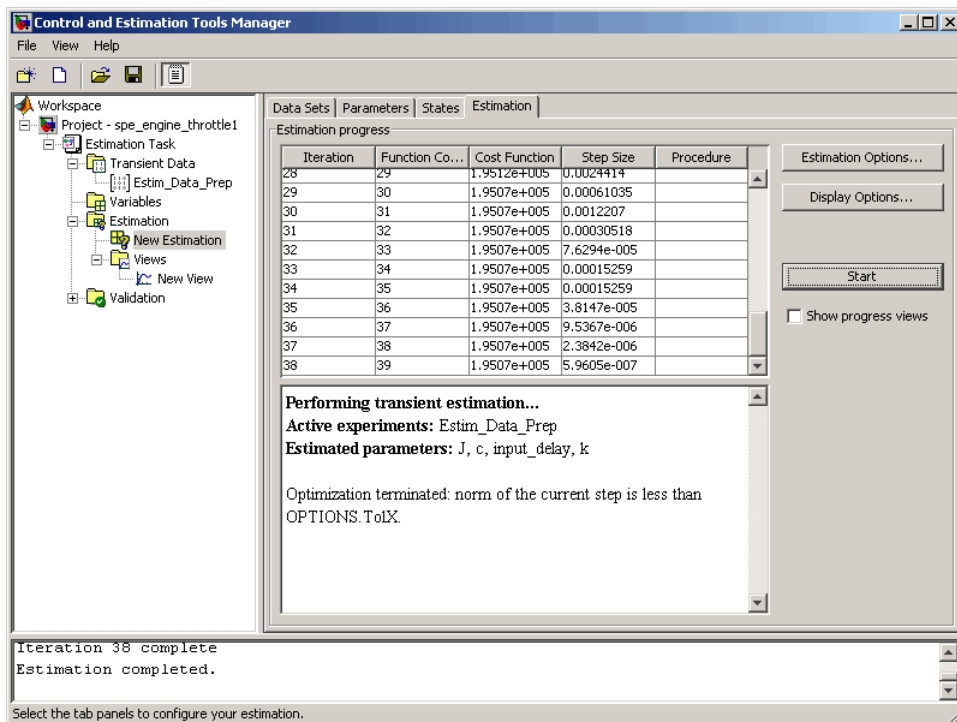 Control and Estimation Tools Manager
File View Help
Workspace
Project - spe_engine_throttle1
Estimation Task
Transient Data
Estim_Data_Prep
Variables
Estimation
New Estimation
Views
New View
Validation
Data Sets Parameters States Estimation
Estimation progress
Iteration Function Co... Cost Function Step Size Procedure
28 29 1.9512e+005 0.0024414
29 30 1.9507e+005 0.00061035
30 31 1.9507e+005 0.0012207
31 32 1.9507e+005 0.00030518
32 33 1.9507e+005 7.6294e-005
33 34 1.9507e+005 0.00015259
34 35 1.9507e+005 0.00015259
35 36 1.9507e+005 3.8147e-005
36 37 1.9507e+005 9.5367e-006
37 38 1.9507e+005 2.3842e-006
38 39 1.9507e+005 5.9605e-007
Estimation Options...
Display Options...
Start
Show progress views
Performing transient estimation...
Active experiments: Estim_Data_Prep
Estimated parameters: J, c, input_delay, k
Optimization terminated: norm of the current step is less than
OPTIONS.TolX.
Iteration 38 complete
Estimation completed.
Select the tab panels to configure your estimation.